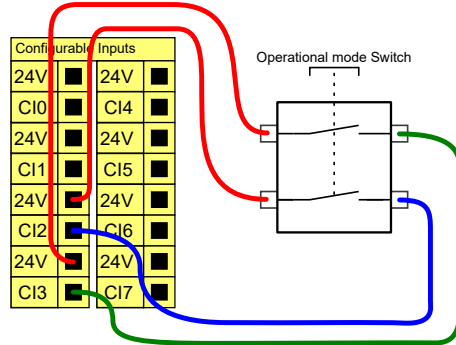 Configurable Inputs
Operational mode Switch
24V 24V
CI0 CI4
24V 24V
CI1 CI5
24V 24V
CI2 CI6
24V 24V
CI3 CI7